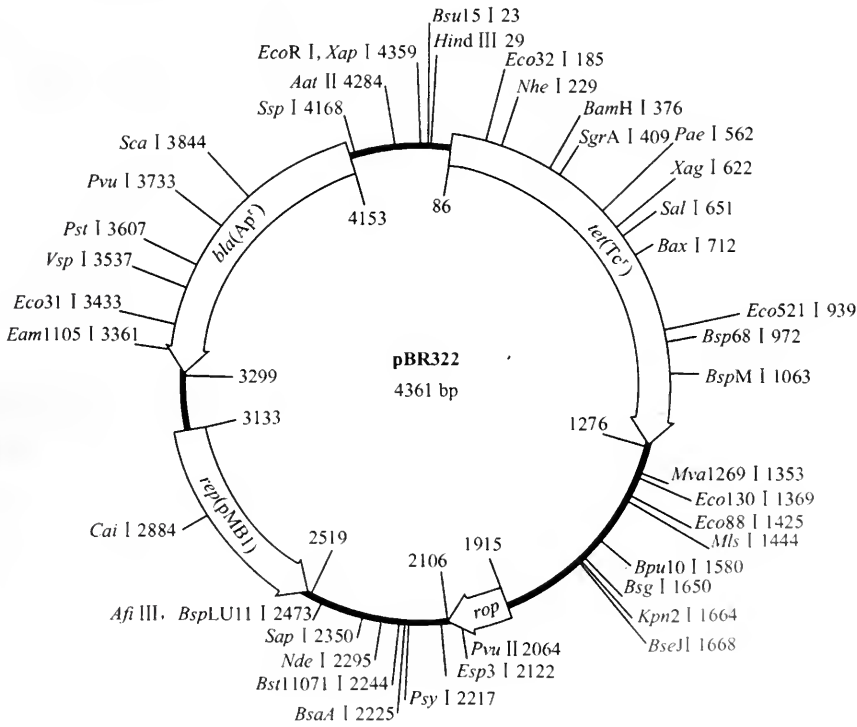 Bsu15 Ⅰ 23
Hind Ⅲ 29
EcoR Ⅰ, Xap Ⅰ 4359
Aat Ⅱ 4284
Ssp Ⅰ 4168
Eco32 Ⅰ 185
Nhe Ⅰ 229
BamH Ⅰ 376
SgrA Ⅰ 409
Pae Ⅰ 562
Xag Ⅰ 622
Sal Ⅰ 651
Bax Ⅰ 712
Sca Ⅰ 3844
Pvu Ⅰ 3733
Pst Ⅰ 3607
Vsp Ⅰ 3537
Eco31 Ⅰ 3433
Eam1105 Ⅰ 3361
bla(Apʳ)
4153
86
tet(Tcʳ)
Eco521 Ⅰ 939
Bsp68 Ⅰ 972
BspM Ⅰ 1063
pBR322
4361 bp
3299
3133
1276
rep(pMB1)
Cai Ⅰ 2884
2519
2106
1915
rop
Mva1269 Ⅰ 1353
Eco130 Ⅰ 1369
Eco88 Ⅰ 1425
Mls Ⅰ 1444
Bpu10 Ⅰ 1580
Bsg Ⅰ 1650
Kpn2 Ⅰ 1664
BseJⅠ 1668
Afi Ⅲ, BspLU11 Ⅰ 2473
Sap Ⅰ 2350
Nde Ⅰ 2295
Bst11071 Ⅰ 2244
BsaA Ⅰ 2225
Psy Ⅰ 2217
Pvu Ⅱ 2064
Esp3 Ⅰ 2122